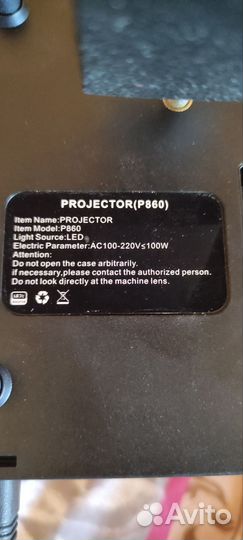 PROJECTOR(P860)
Item Name:PROJECTOR
Item Model:P860
Light Source:LED
Electric Parameter:AC100-220V≤100W
Attention:
Do not open the case arbitrarily.
if necessary,please contact the authorized person.
Do not look directly at the machine lens.
Avito